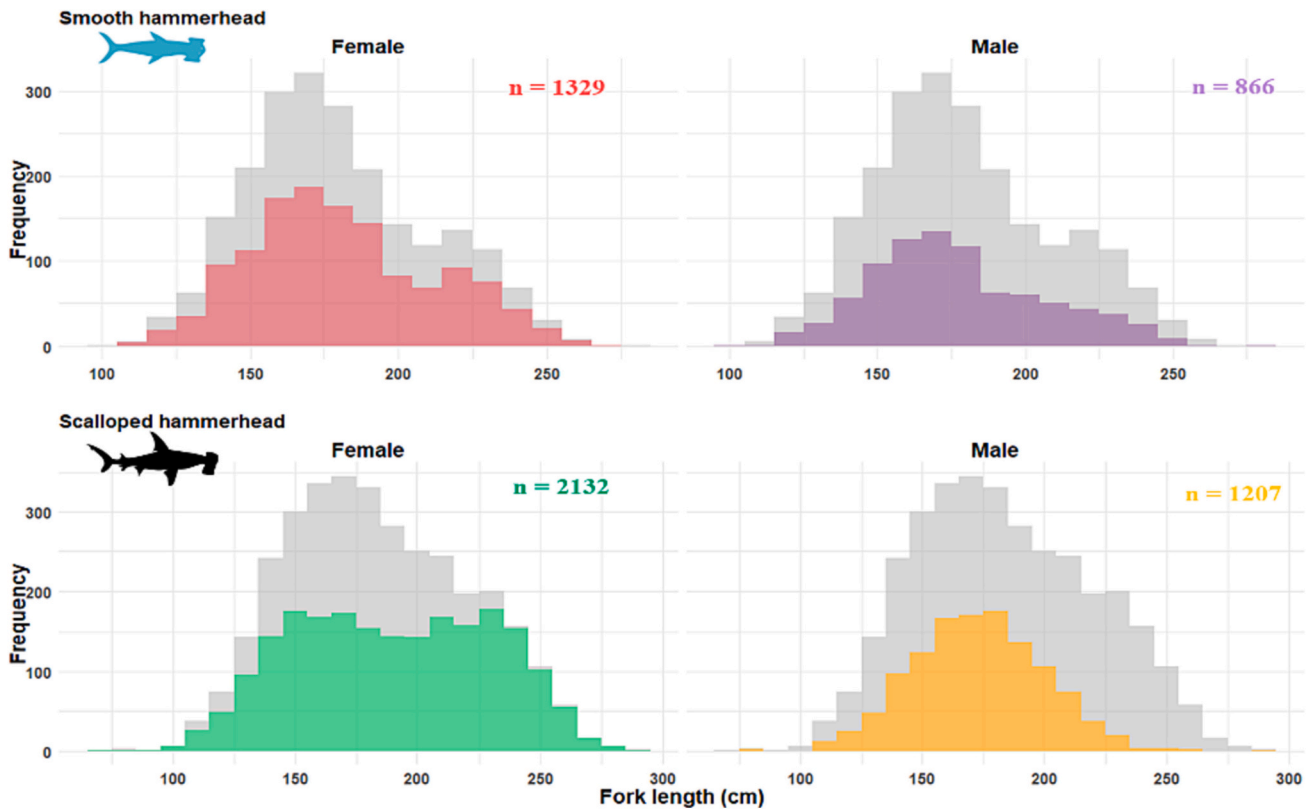 Smooth hammerhead
Female
Male
n = 1329
n = 866
Frequency
300
200
100
0
100
150
200
250
100
150
200
250
Scalloped hammerhead
Female
Male
n = 2132
n = 1207
Frequency
300
200
100
0
100
150
200
250
300
100
150
200
250
300
Fork length (cm)